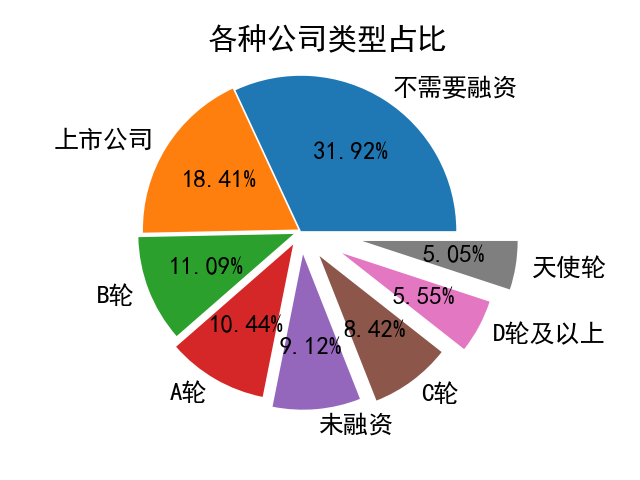 各种公司类型占比
不需要融资
31.92%
上市公司
18.41%
B轮
11.09%
A轮
10.44%
未融资
9.12%
C轮
8.42%
D轮及以上
5.55%
天使轮
5.05%